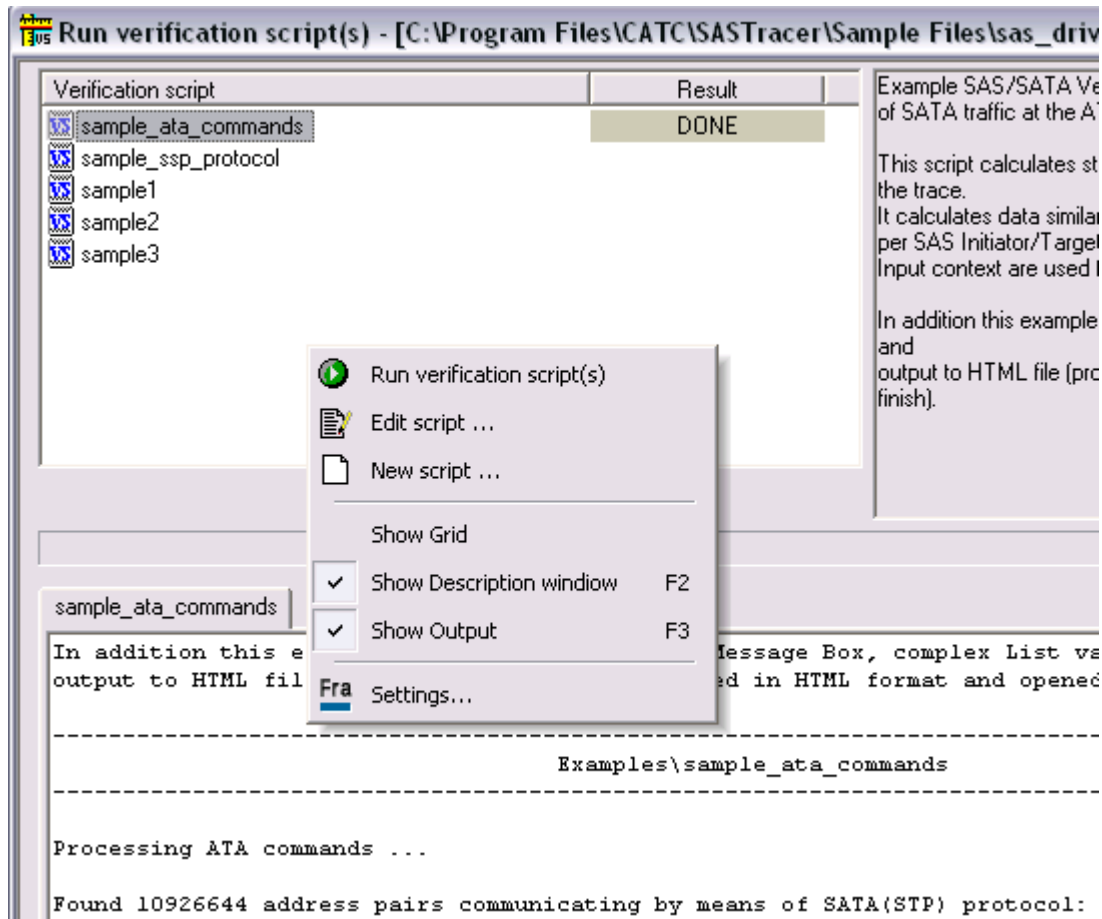 Run verification script(s) - [C:\Program Files\CATC\SASTracer\Sample Files\sas_driv
Verification script Result
sample_ata_commands DONE
sample_ssp_protocol
sample1
sample2
sample3
Example SAS/SATA Ve
of SATA traffic at the AT
This script calculates st
the trace.
It calculates data similar
per SAS Initiator/Target
Input context are used
In addition this example
and
output to HTML file (pro
finish).
Run verification script(s)
Edit script ...
New script ...
Show Grid
Show Description windiow F2
Show Output F3
Fra Settings...
sample_ata_commands
In addition this e Message Box, complex List va
output to HTML fil ed in HTML format and opened
Examples\sample_ata_commands
Processing ATA commands ...
Found 10926644 address pairs communicating by means of SATA(STP) protocol: